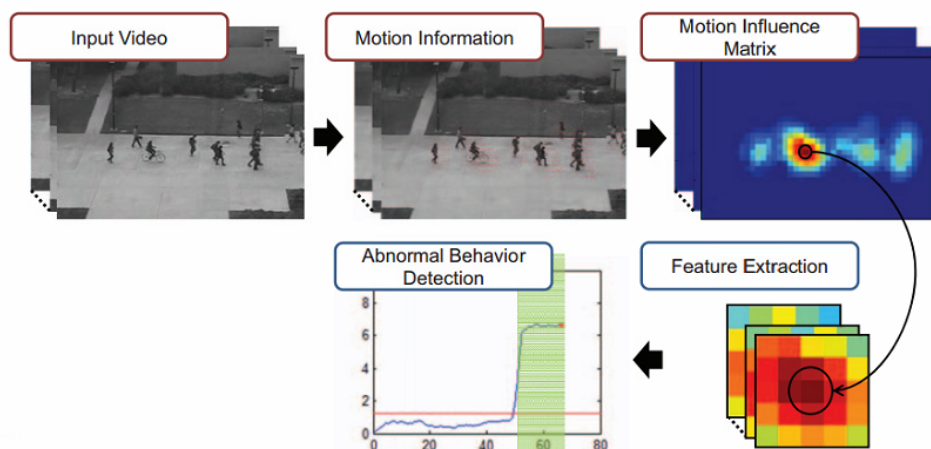 Input Video
Motion Information
Motion Influence
Matrix
Abnormal Behavior
Detection
Feature Extraction
8
6
4
2
0
0
20
40
60
80